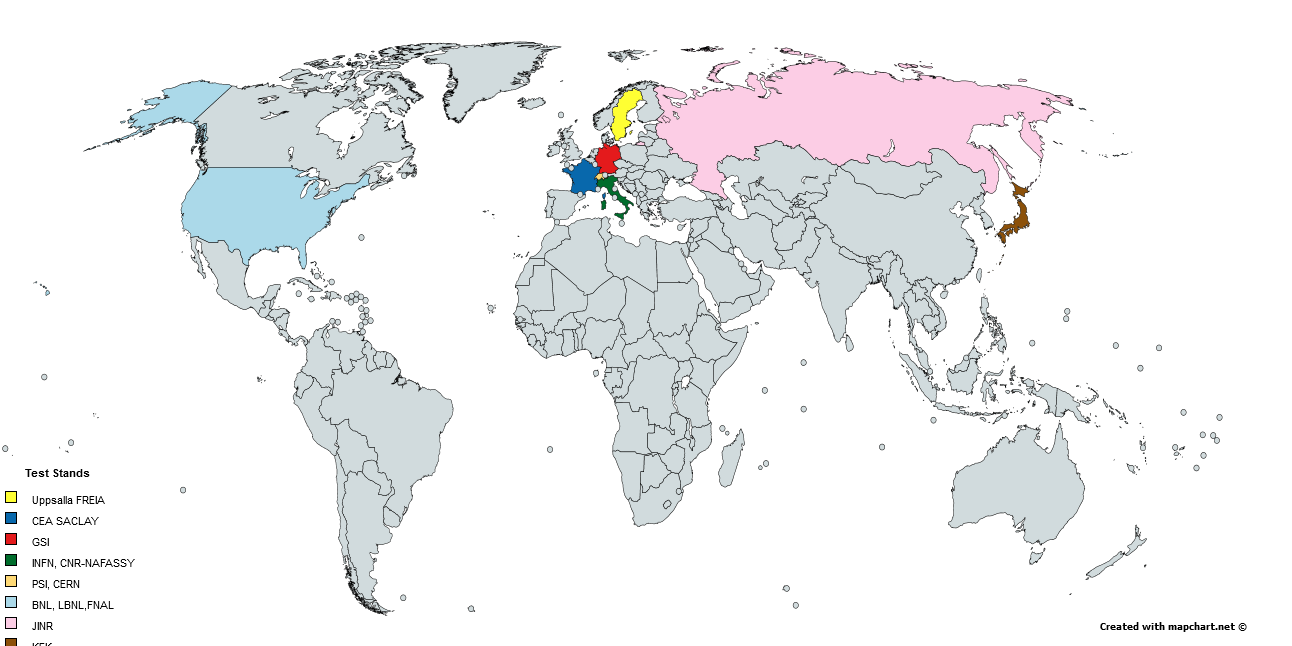 Test Stands
Uppsalla FREIA
CEA SACLAY
GSI
INFN, CNR-NAFASSY
PSI, CERN
BNL, LBNL,FNAL
JINR
KEK
Created with mapchart.net ©